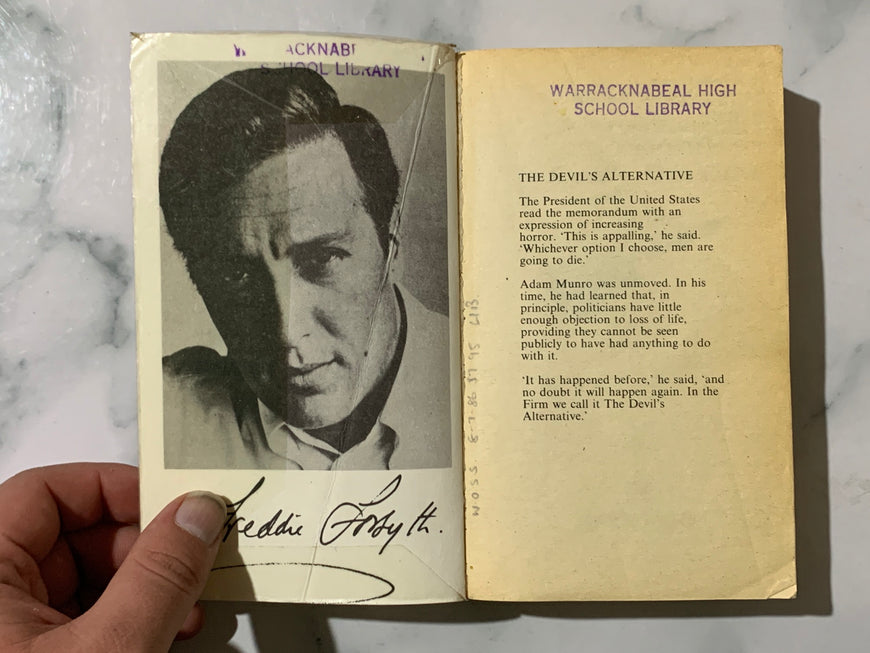 ACKNABE
SCHOOL LIBRARY
Freddie Forsyth.
WARRACKNABEAL HIGH
SCHOOL LIBRARY
THE DEVIL'S ALTERNATIVE
The President of the United States
read the memorandum with an
expression of increasing
horror. 'This is appalling,' he said.
'Whichever option I choose, men are
going to die.'
Adam Munro was unmoved. In his
time, he had learned that, in
principle, politicians have little
enough objection to loss of life,
providing they cannot be seen
publicly to have had anything to do
with it.
'It has happened before,' he said, 'and
no doubt it will happen again. In the
Firm we call it The Devil's
Alternative.'